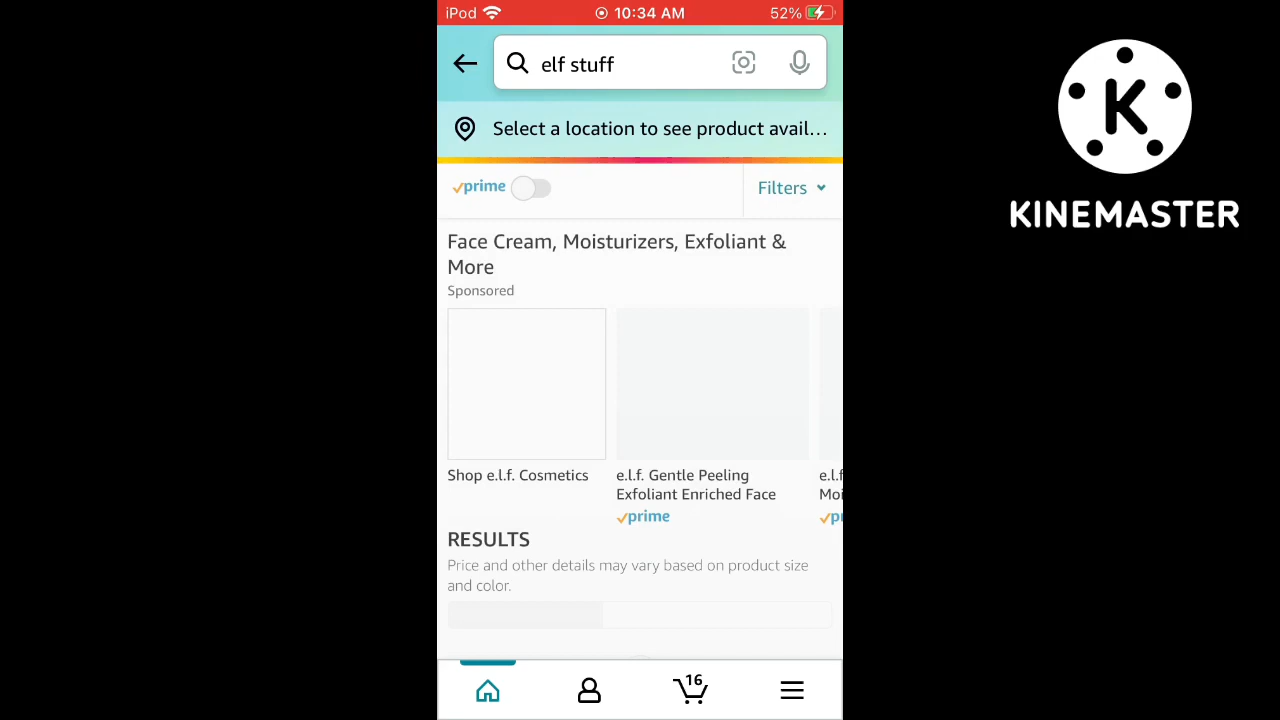 iPod 10:34 AM 52%
elf stuff
Select a location to see product avail...
prime Filters
Face Cream, Moisturizers, Exfoliant &
More
Sponsored
Shop e.l.f. Cosmetics
e.l.f. Gentle Peeling
Exfoliant Enriched Face
prime
e.l.f
Moi
pr
RESULTS
Price and other details may vary based on product size
and color.
16
K
KINEMASTER